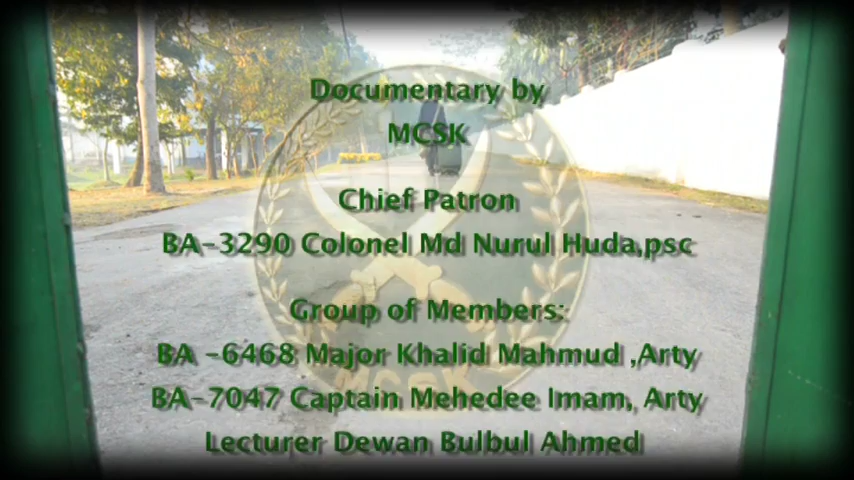 Documentary by
MCSK
Chief Patron
BA-3290 Colonel Md Nurul Huda,psc
Group of Members:
BA -6468 Major Khalid Mahmud ,Arty
BA-7047 Captain Mehedee Imam, Arty
Lecturer Dewan Bulbul Ahmed
MCSK